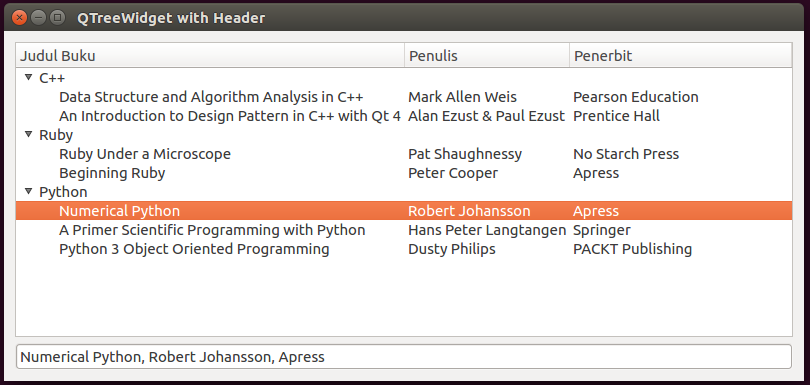 QTreeWidget with Header
Judul Buku Penulis Penerbit
C++
Data Structure and Algorithm Analysis in C++ Mark Allen Weis Pearson Education
An Introduction to Design Pattern in C++ with Qt 4 Alan Ezust & Paul Ezust Prentice Hall
Ruby
Ruby Under a Microscope Pat Shaughnessy No Starch Press
Beginning Ruby Peter Cooper Apress
Python
Numerical Python Robert Johansson Apress
A Primer Scientific Programming with Python Hans Peter Langtangen Springer
Python 3 Object Oriented Programming Dusty Philips PACKT Publishing
Numerical Python, Robert Johansson, Apress